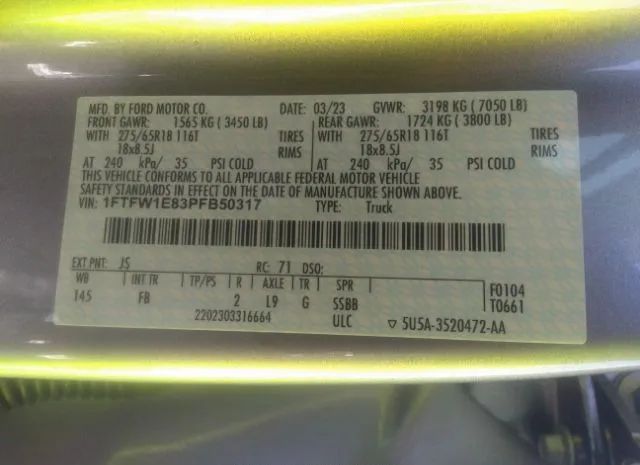 MFD. BY FORD MOTOR CO. DATE: 03/23 GVWR: 3198 KG ( 7050 LB)
FRONT GAWR: 1565 KG ( 3450 LB) REAR GAWR: 1724 KG ( 3800 LB)
WITH 275/65R18 116T TIRES WITH 275/65R18 116T TIRES
18x8.5J RIMS 18x8.5J RIMS
AT 240 kPa/ 35 PSI COLD AT 240 kPa/ 35 PSI COLD
THIS VEHICLE CONFORMS TO ALL APPLICABLE FEDERAL MOTOR VEHICLE
SAFETY STANDARDS IN EFFECT ON THE DATE OF MANUFACTURE SHOWN ABOVE.
VIN: 1FTFW1E83PFB50317 TYPE: Truck
EXT PNT: JS RC: 71 DSO:
WB INT TR TP/PS R AXLE TR SPR F0104
145 FB 2 L9 G SSBB T0661
2202303316664 ULC ▽ 5U5A-3520472-AA